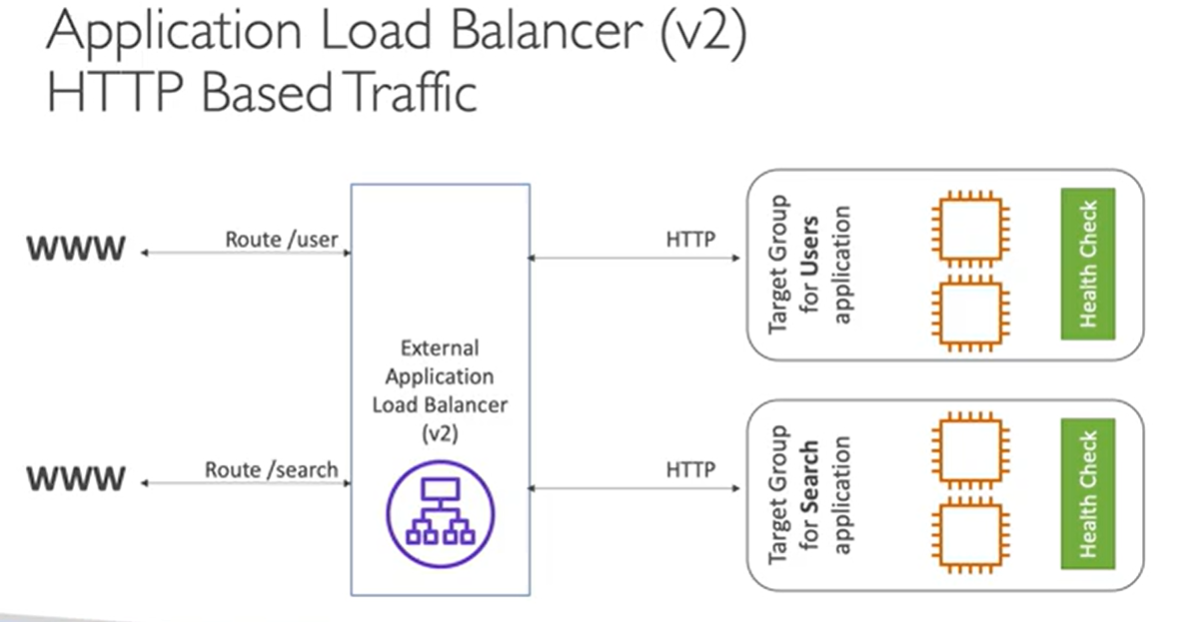 Application Load Balancer (v2)
HTTP Based Traffic
WWW
Route /user
HTTP
Target Group
for Users
application
Health Check
External
Application
Load Balancer
(v2)
WWW
Route /search
HTTP
Target Group
for Search
application
Health Check